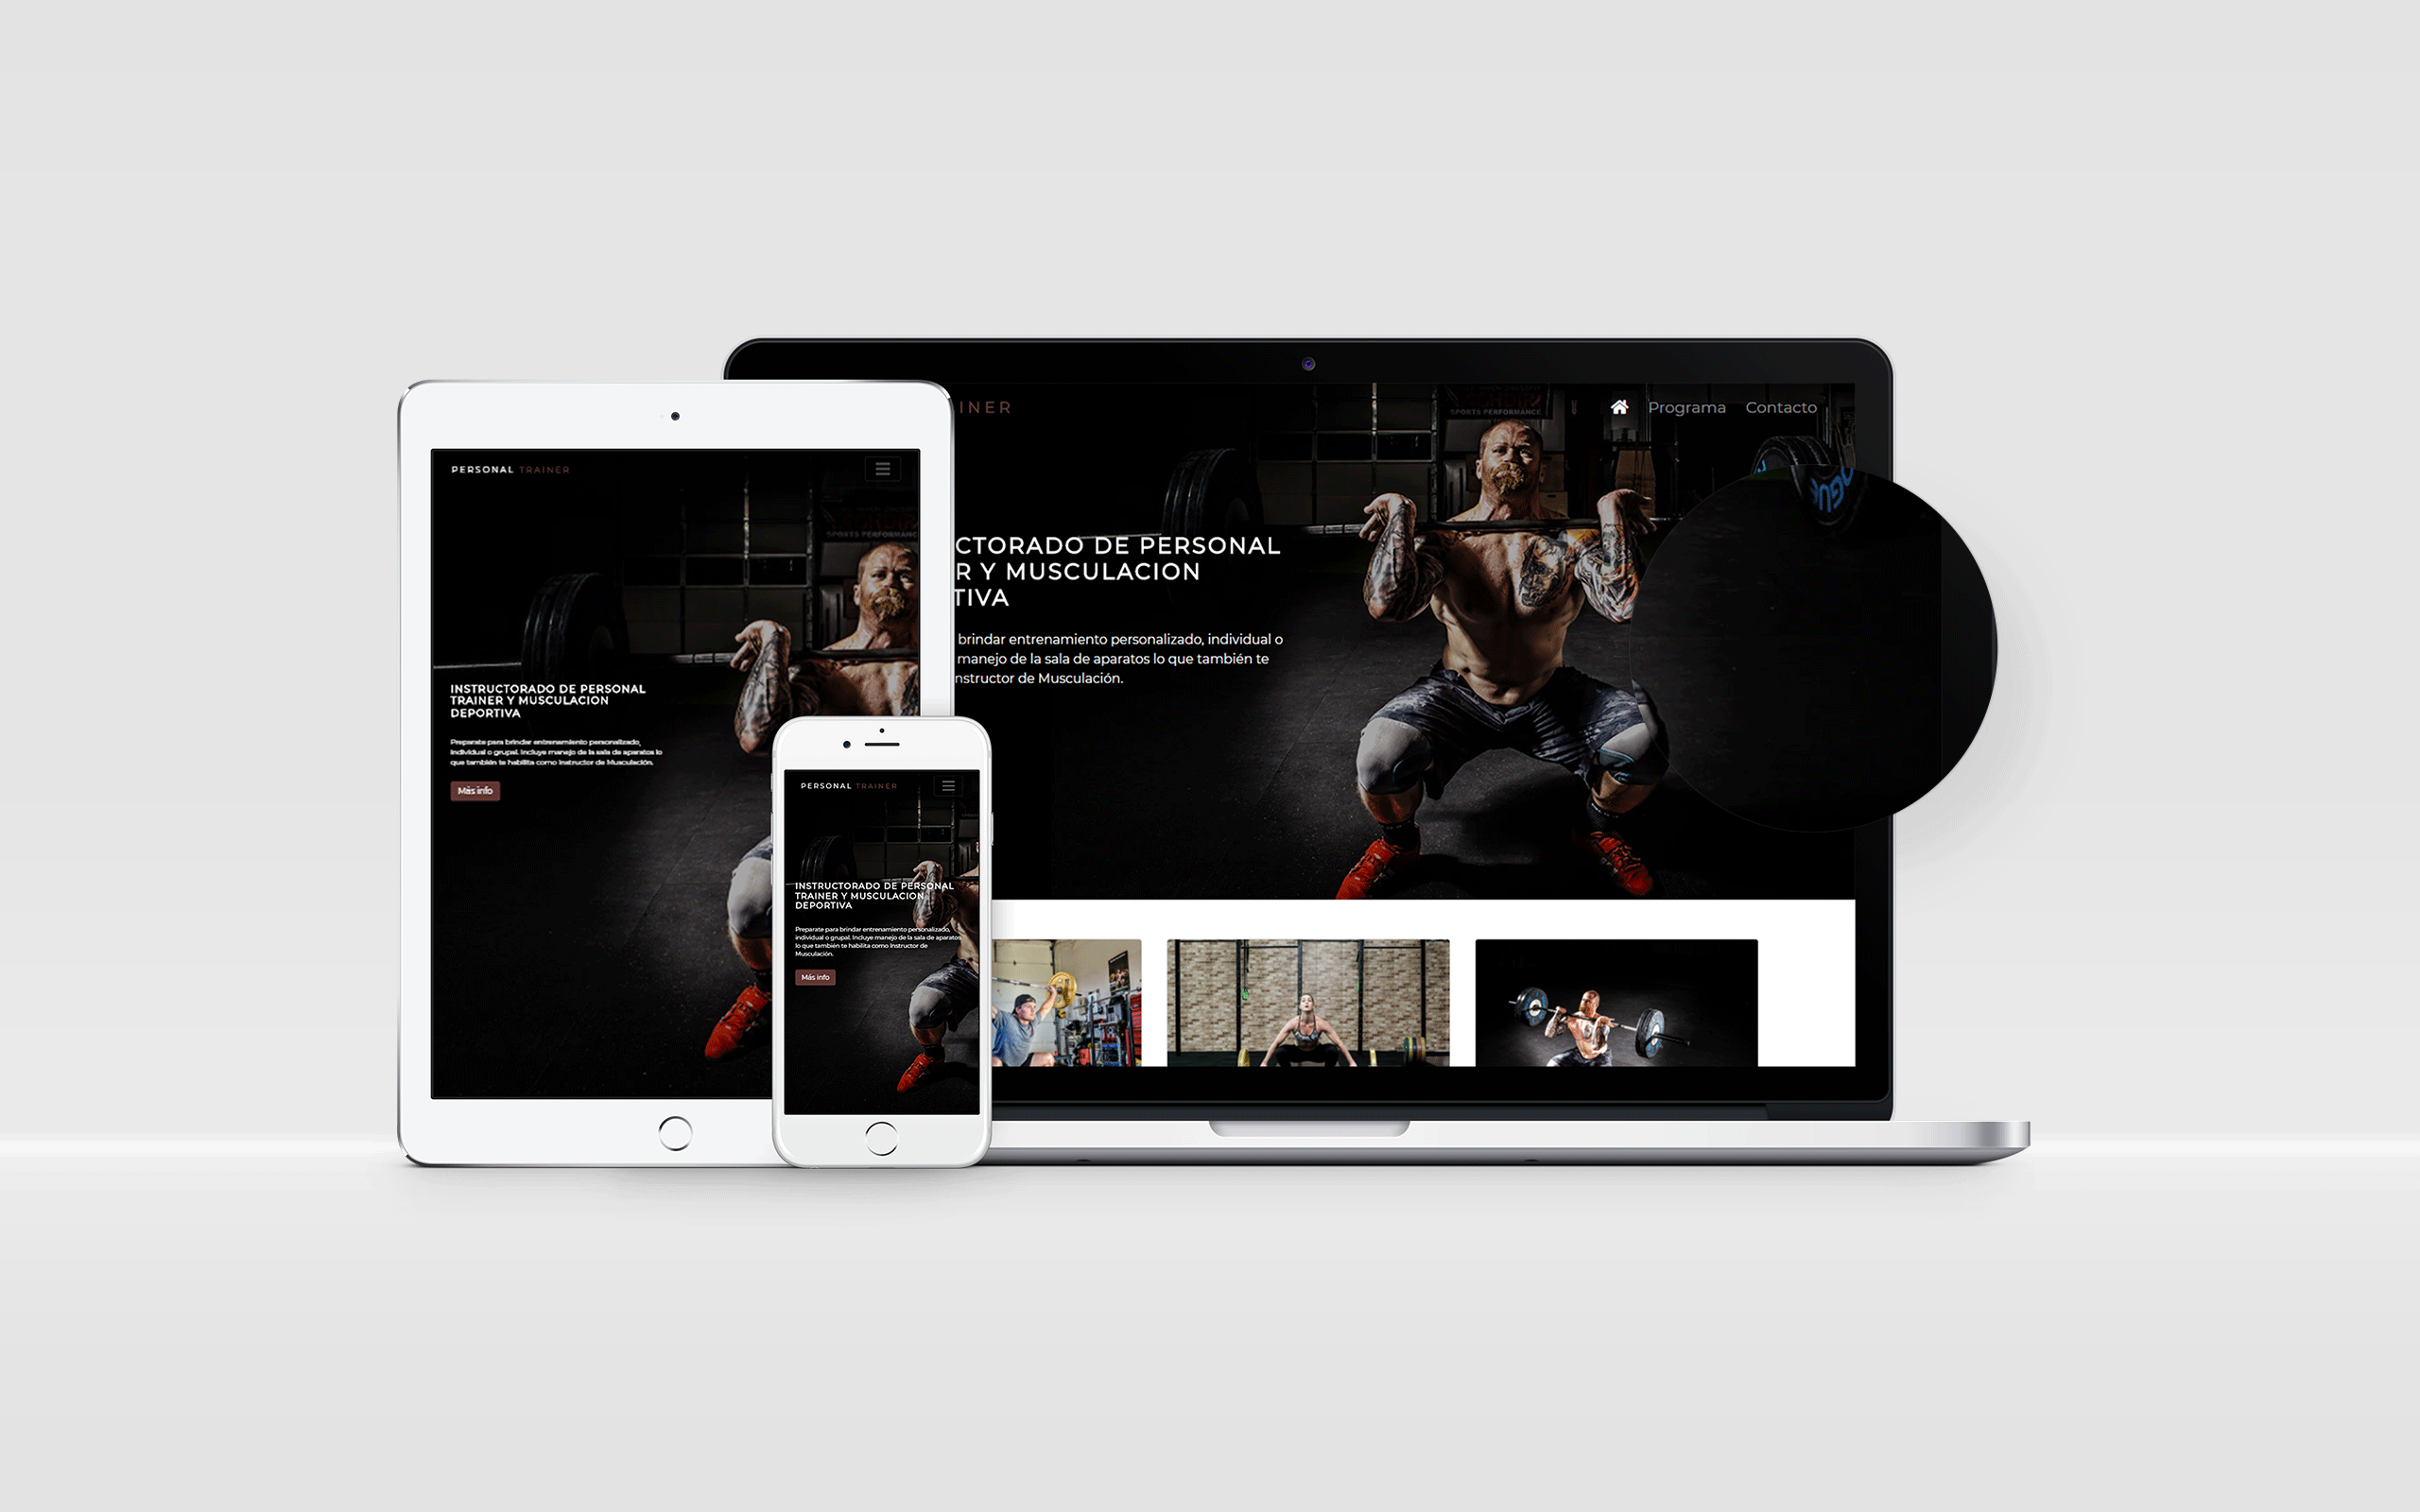 PERSONAL TRAINER
INSTRUCTORADO DE PERSONAL
TRAINER Y MUSCULACION
DEPORTIVA
Preparate para brindar entrenamiento personalizado,
individual o grupal. Incluye manejo de la sala de aparatos lo
que también te habilita como Instructor de Musculación.
Más info
PERSONAL TRAINER
INSTRUCTORADO DE PERSONAL
TRAINER Y MUSCULACION
DEPORTIVA
Preparate para brindar entrenamiento personalizado,
individual o grupal. Incluye manejo de la sala de aparatos
lo que también te habilita como Instructor de
Musculación.
Más info
INER
Programa Contacto
SPORTS PERFORMANCE
CTORADO DE PERSONAL
R Y MUSCULACION
TIVA
brindar entrenamiento personalizado, individual o
manejo de la sala de aparatos lo que también te
nstructor de Musculación.
SPORTS PERFORMANCE